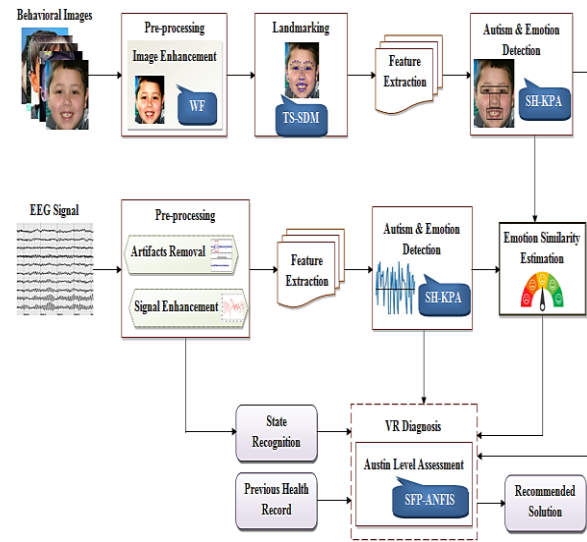 Behavioral Images
Pre-processing
Image Enhancement
WF
Landmarking
TS-SDM
Feature
Extraction
Autism & Emotion
Detection
SH-KPA
EEG Signal
Pre-processing
Artifacts Removal
Signal Enhancement
Feature
Extraction
Autism & Emotion
Detection
SH-KPA
Emotion Similarity
Estimation
State
Recognition
Previous Health
Record
VR Diagnosis
Austin Level Assessment
SFP-ANFIS
Recommended
Solution